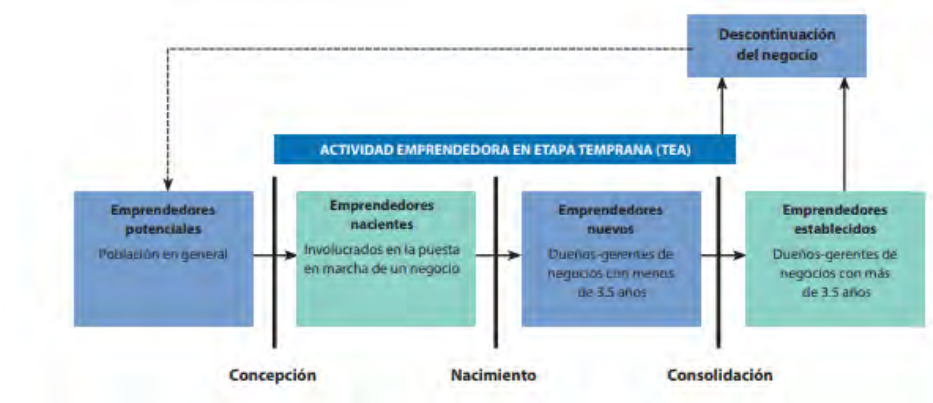 Descontinuación
del negocio
ACTIVIDAD EMPRENDEDORA EN ETAPA TEMPRANA (TEA)
Emprendedores
potenciales
Población en general
Emprendedores
nacientes
Involucrados en la puesta
en marcha de un negocio
Emprendedores
nuevos
Dueños-gerentes de
negocios con menos
de 3.5 años
Emprendedores
establecidos
Dueños-gerentes de
negocios con más
de 3.5 años
Concepción
Nacimiento
Consolidación